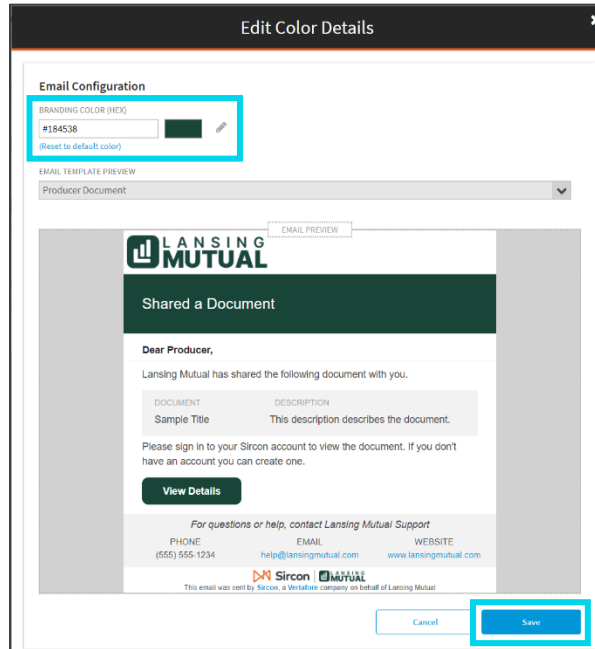 Edit Color Details
Email Configuration
BRANDING COLOR (HEX)
#184538
(Reset to default color)
EMAIL TEMPLATE PREVIEW
Producer Document
EMAIL PREVIEW
LANSING
MUTUAL
Shared a Document
Dear Producer,
Lansing Mutual has shared the following document with you.
DOCUMENT DESCRIPTION
Sample Title This description describes the document.
Please sign in to your Sircon account to view the document. If you don't
have an account you can create one.
View Details
For questions or help, contact Lansing Mutual Support
PHONE EMAIL WEBSITE
(555) 555-1234 help@lansingmutual.com www.lansingmutual.com
Sircon | LANSING MUTUAL
This email was sent by Sircon, a Vertafore company on behalf of Lansing Mutual
Cancel Save